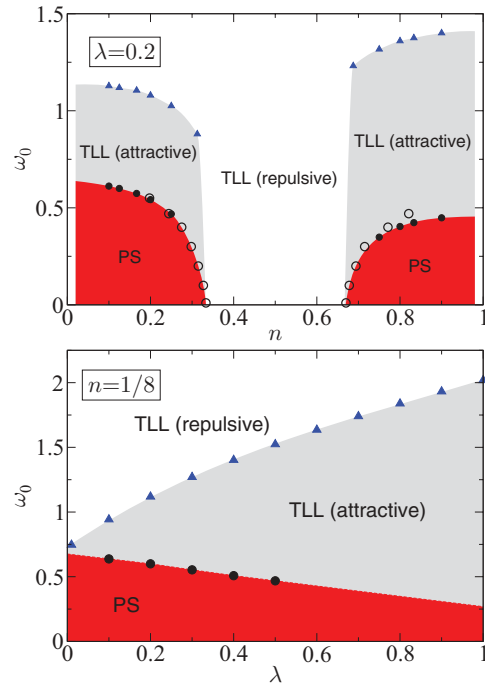 1.5
λ=0.2
1
TLL (attractive)
TLL (attractive)
TLL (repulsive)
ω₀
0.5
PS
PS
0
0 0.2 0.4 0.6 0.8 1
n
n=1/8
2
TLL (repulsive)
1.5
ω₀
TLL (attractive)
1
0.5
PS
0
0 0.2 0.4 0.6 0.8 1
λ